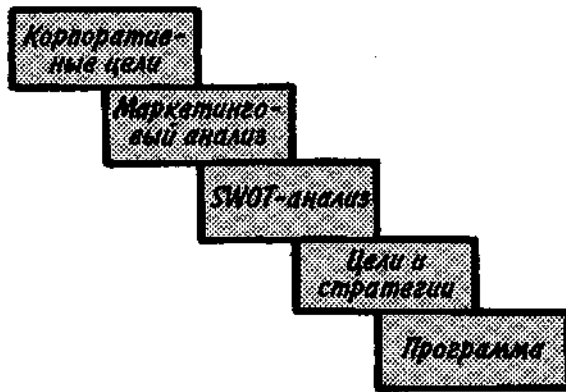 Корпоратив-
ные цели
Маркетинго-
вый анализ
SWOT-анализ
Цели и
стратегии
Программа